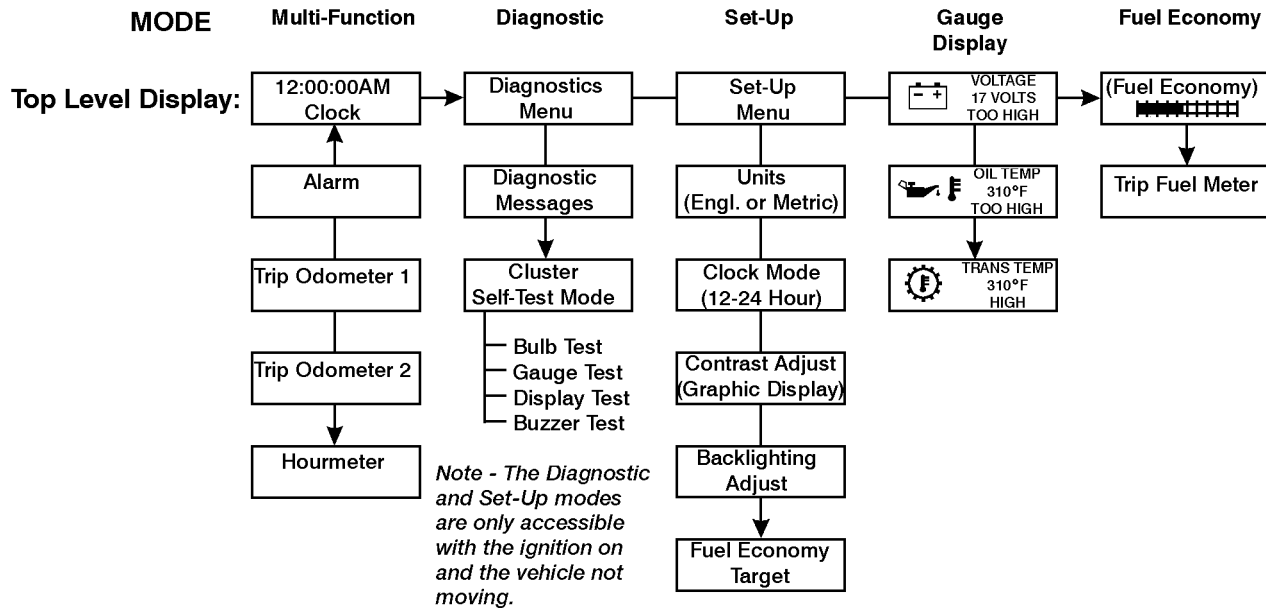 MODE
Multi-Function
Diagnostic
Set-Up
Gauge
Display
Fuel Economy
Top Level Display:
12:00:00AM
Clock
Diagnostics
Menu
Set-Up
Menu
- +
VOLTAGE
17 VOLTS
TOO HIGH
(Fuel Economy)
Alarm
Diagnostic
Messages
Units
(Engl. or Metric)
OIL TEMP
310°F
TOO HIGH
Trip Fuel Meter
Trip Odometer 1
Cluster
Self-Test Mode
Clock Mode
(12-24 Hour)
TRANS TEMP
310°F
HIGH
Bulb Test
Gauge Test
Display Test
Buzzer Test
Trip Odometer 2
Contrast Adjust
(Graphic Display)
Hourmeter
Backlighting
Adjust
Note - The Diagnostic
and Set-Up modes
are only accessible
with the ignition on
and the vehicle not
moving.
Fuel Economy
Target